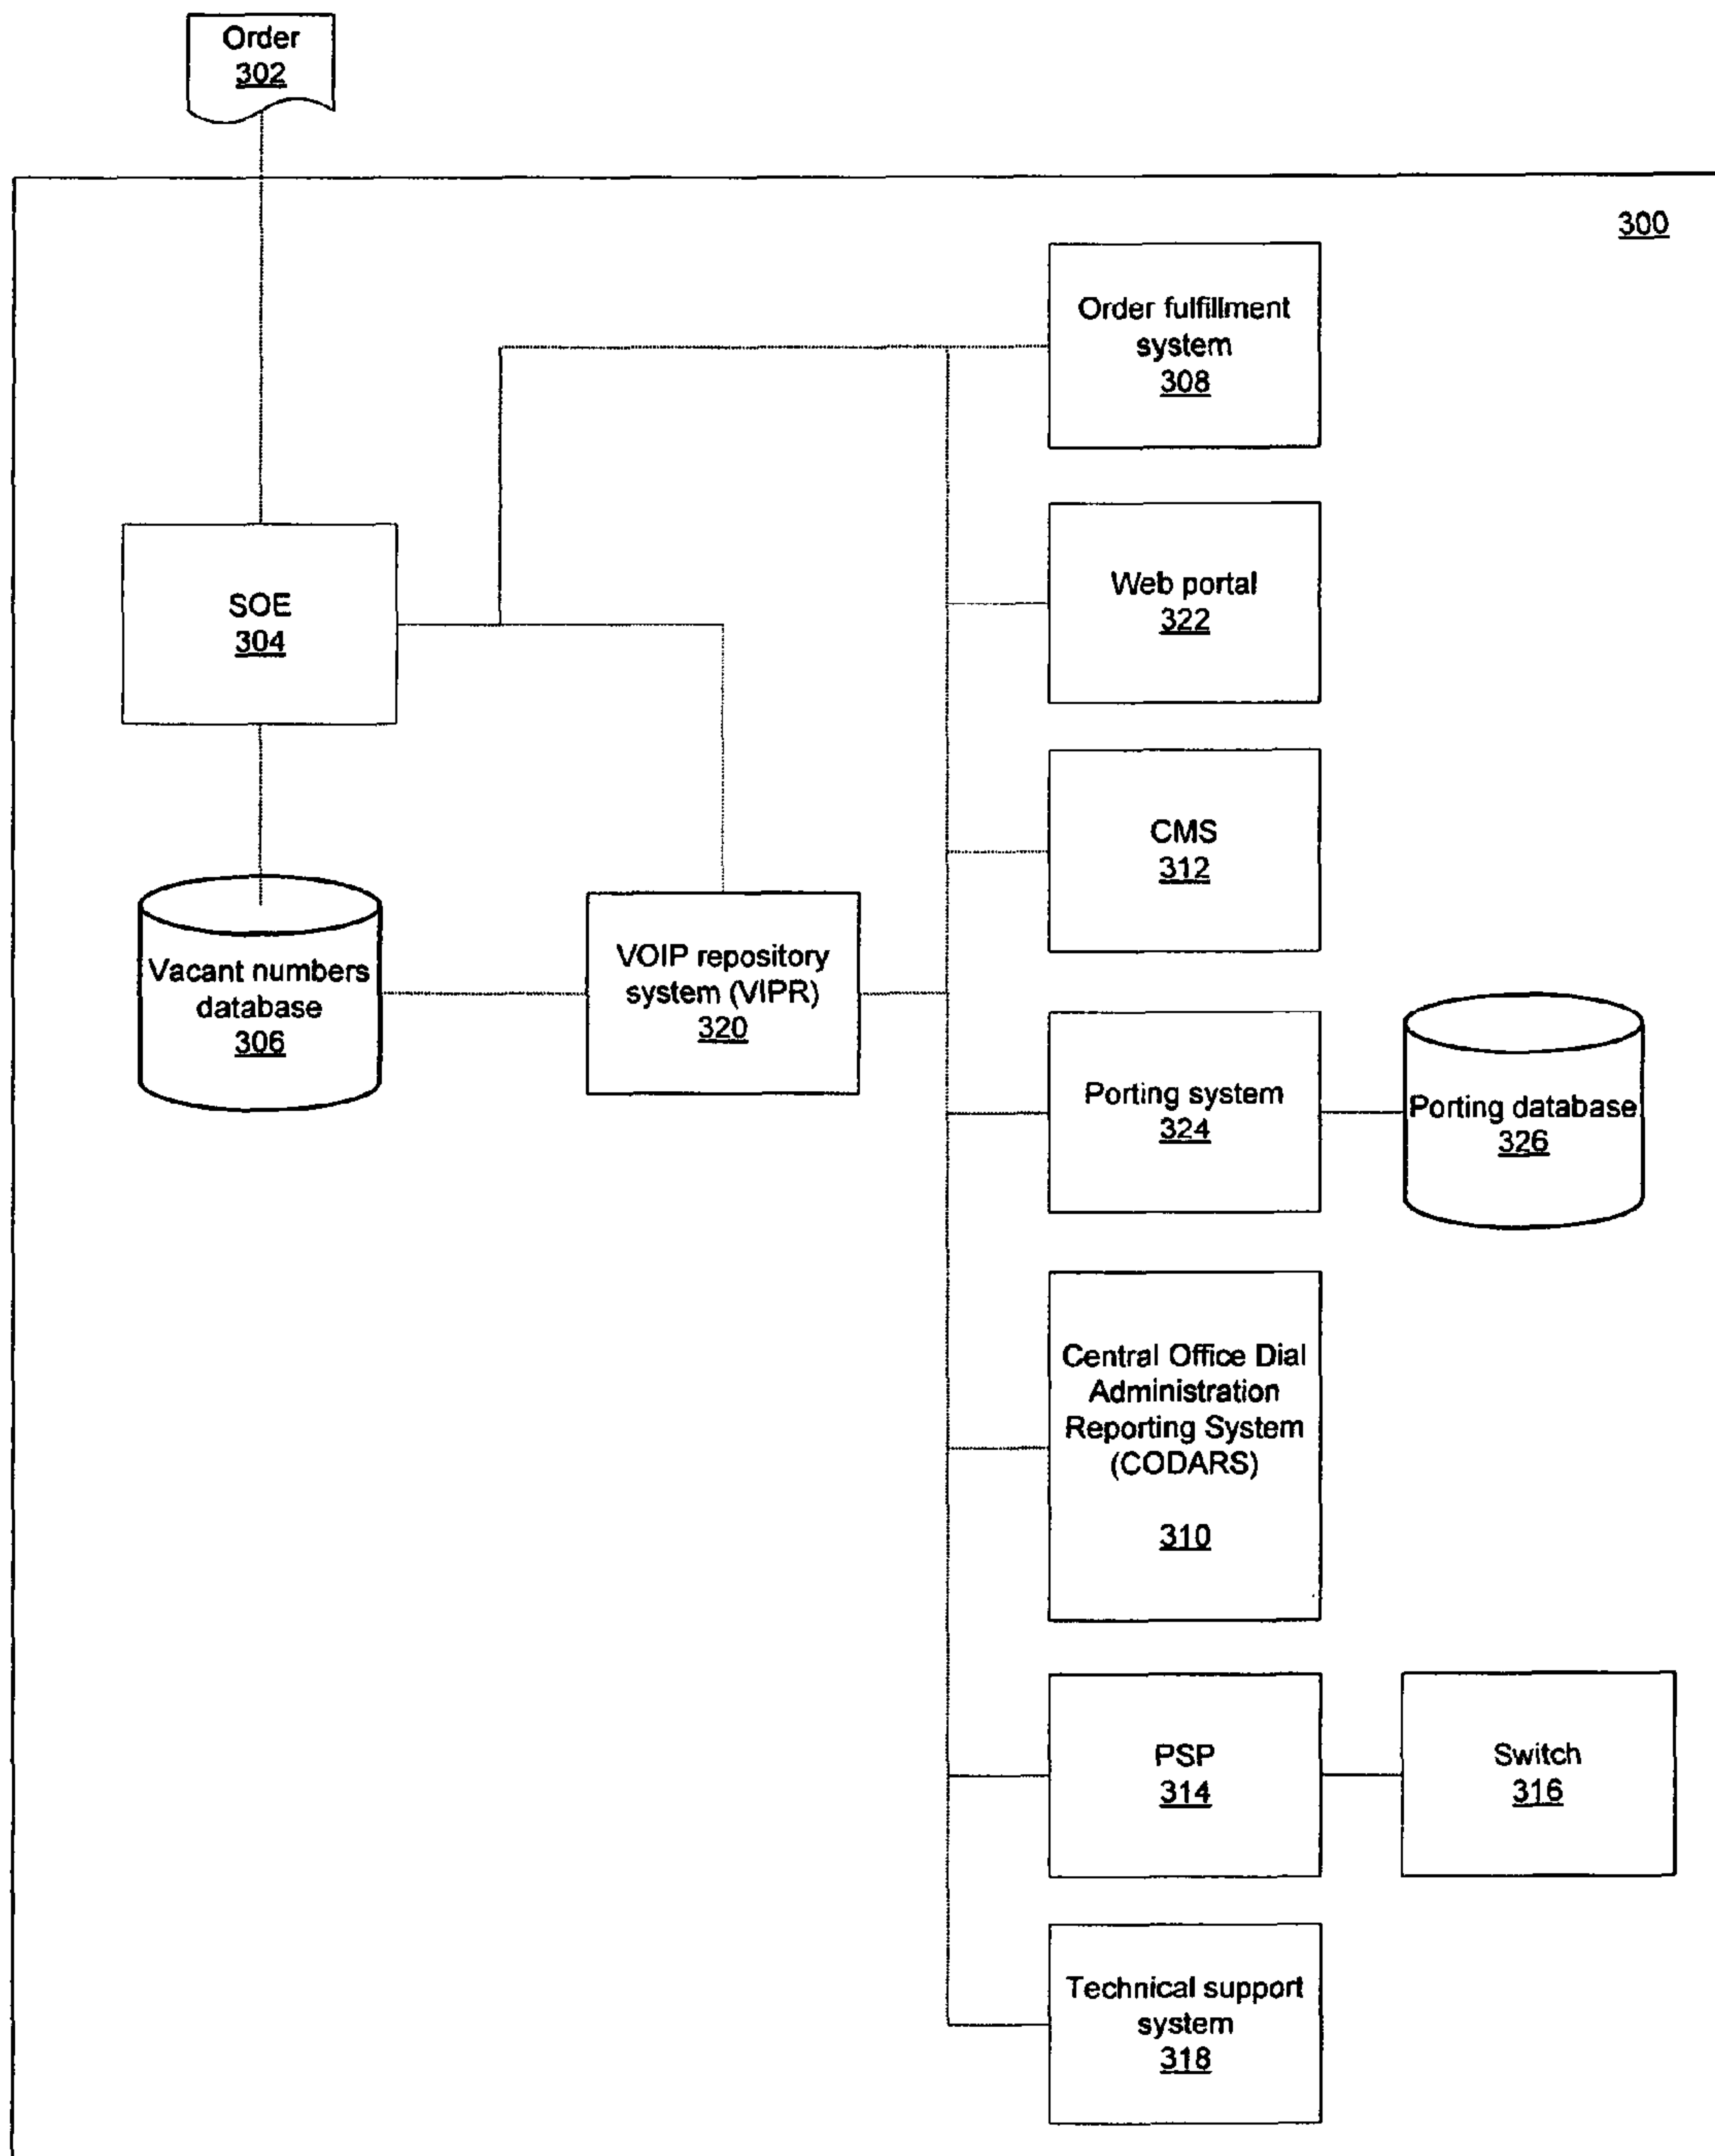 Order
302
300
Order fulfillment
system
308
Web portal
322
SOE
304
CMS
312
Vacant numbers
database
306
VOIP repository
system (VIPR)
320
Porting system
324
Porting database
326
Central Office Dial
Administration
Reporting System
(CODARS)
310
PSP
314
Switch
316
Technical support
system
318